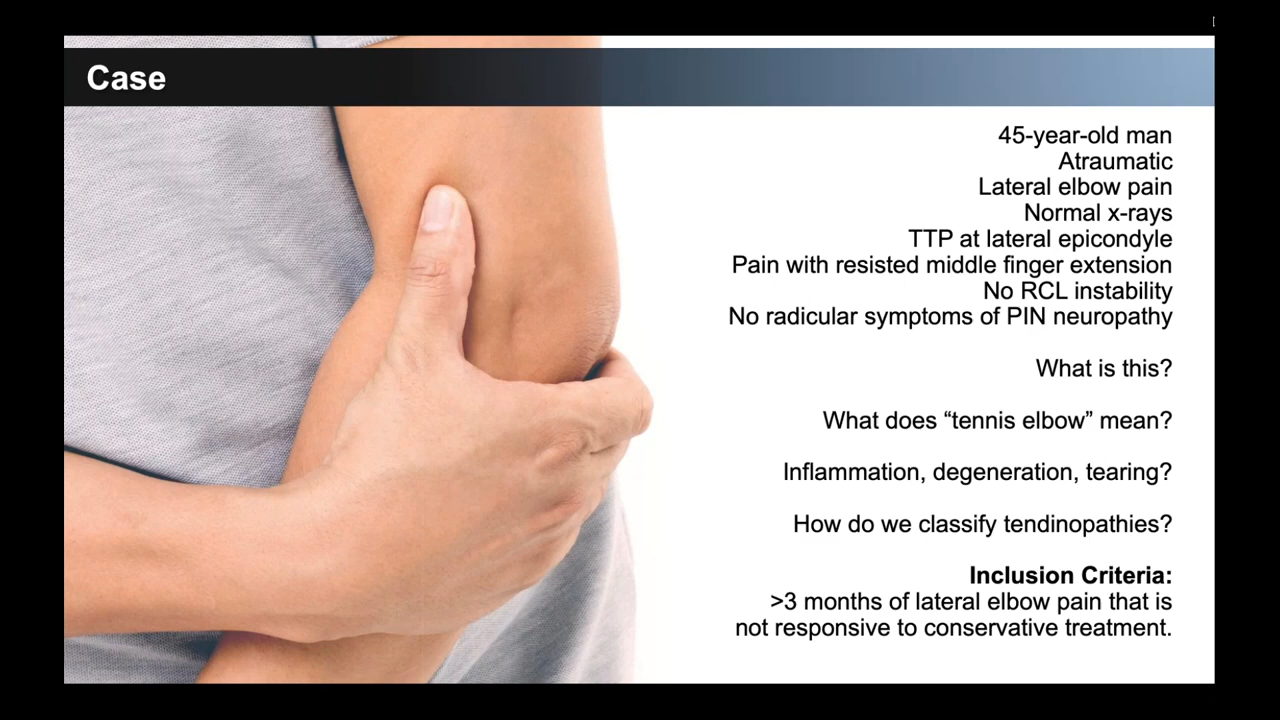 Case
45-year-old man
Atraumatic
Lateral elbow pain
Normal x-rays
TTP at lateral epicondyle
Pain with resisted middle finger extension
No RCL instability
No radicular symptoms of PIN neuropathy
What is this?
What does “tennis elbow” mean?
Inflammation, degeneration, tearing?
How do we classify tendinopathies?
Inclusion Criteria:
>3 months of lateral elbow pain that is
not responsive to conservative treatment.